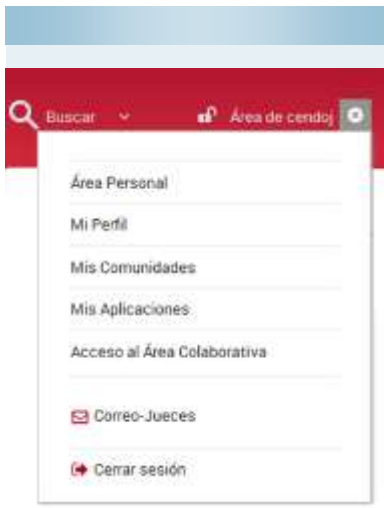 Buscar
Área de cendoj
Área Personal
Mi Perfil
Mis Comunidades
Mis Aplicaciones
Acceso al Área Colaborativa
Correo-Jueces
Cerrar sesión